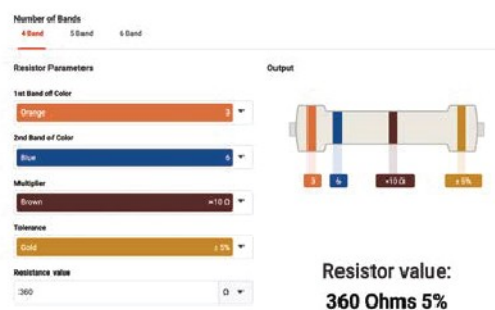 Number of Bands
4 Band 5 Band 6 Band
Resistor Parameters
1st Band off Color
Orange 3
2nd Band of Color
Blue 6
Multiplier
Brown ×10 Ω
Tolerance
Gold ± 5%
Resistance value
360 Ω
Output
3 6 ×10 Ω ± 5%
Resistor value:
360 Ohms 5%